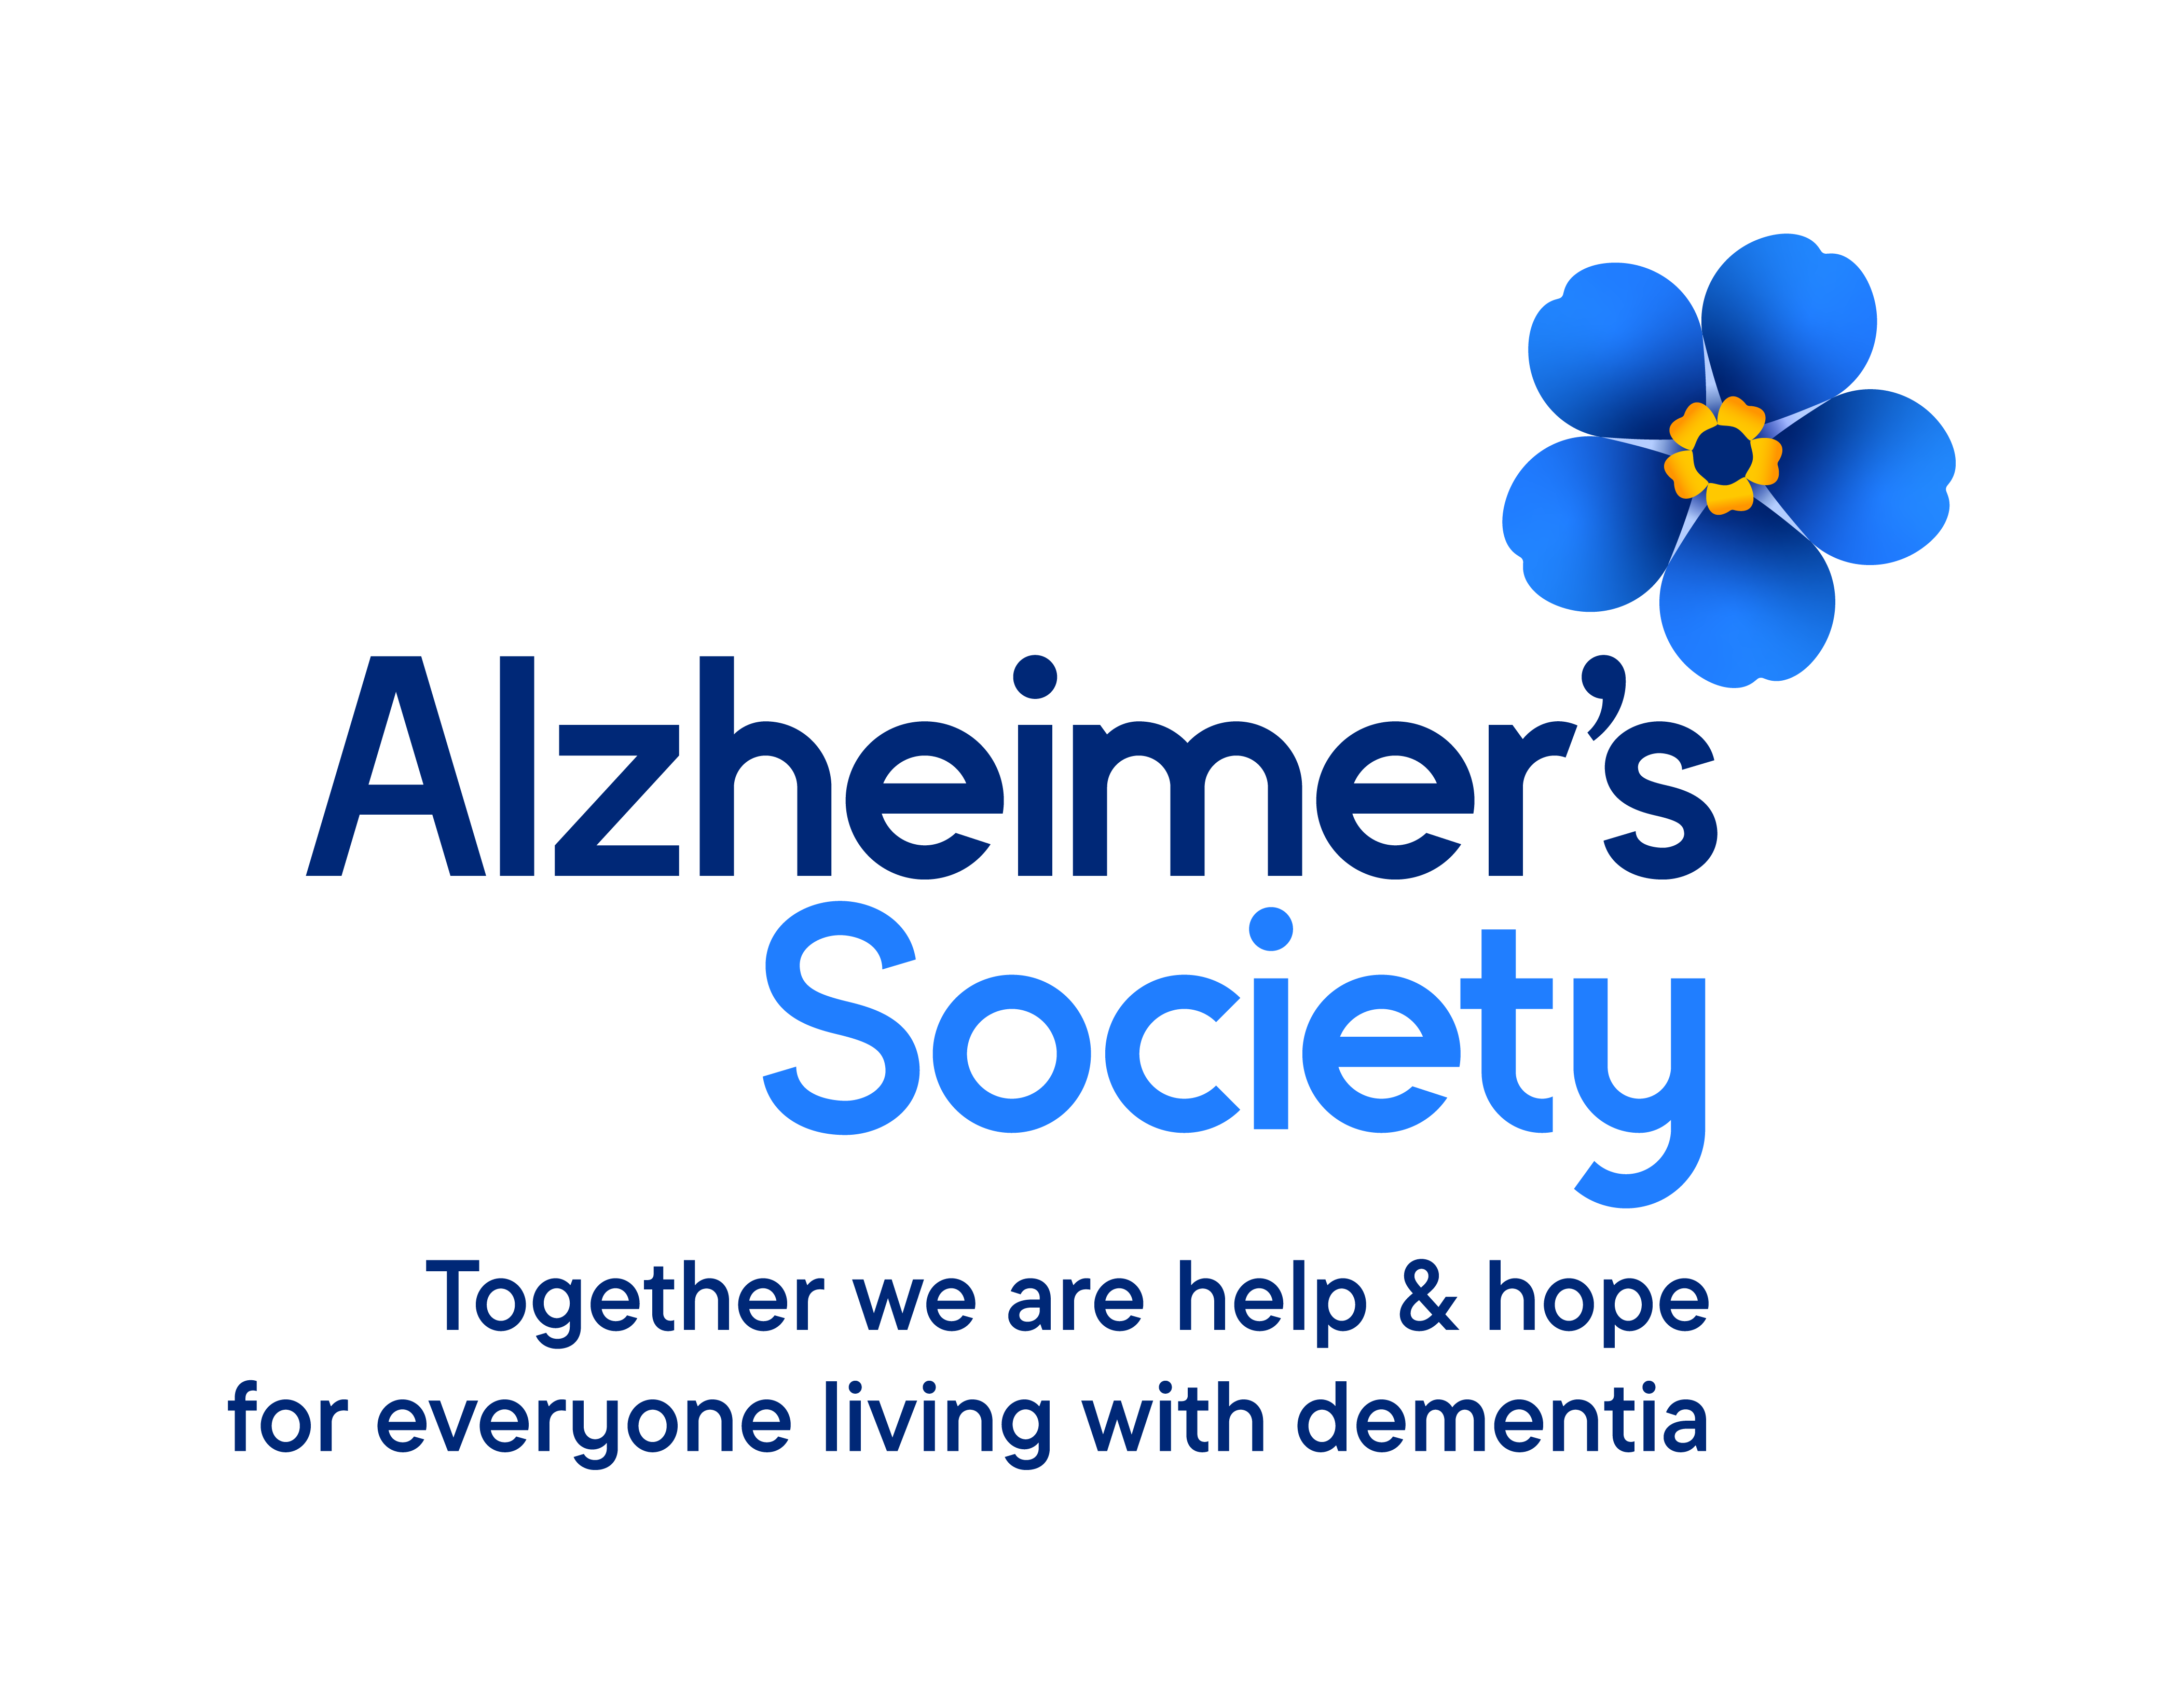 Alzheimer’s
Society
Together we are help & hope
for everyone living with dementia